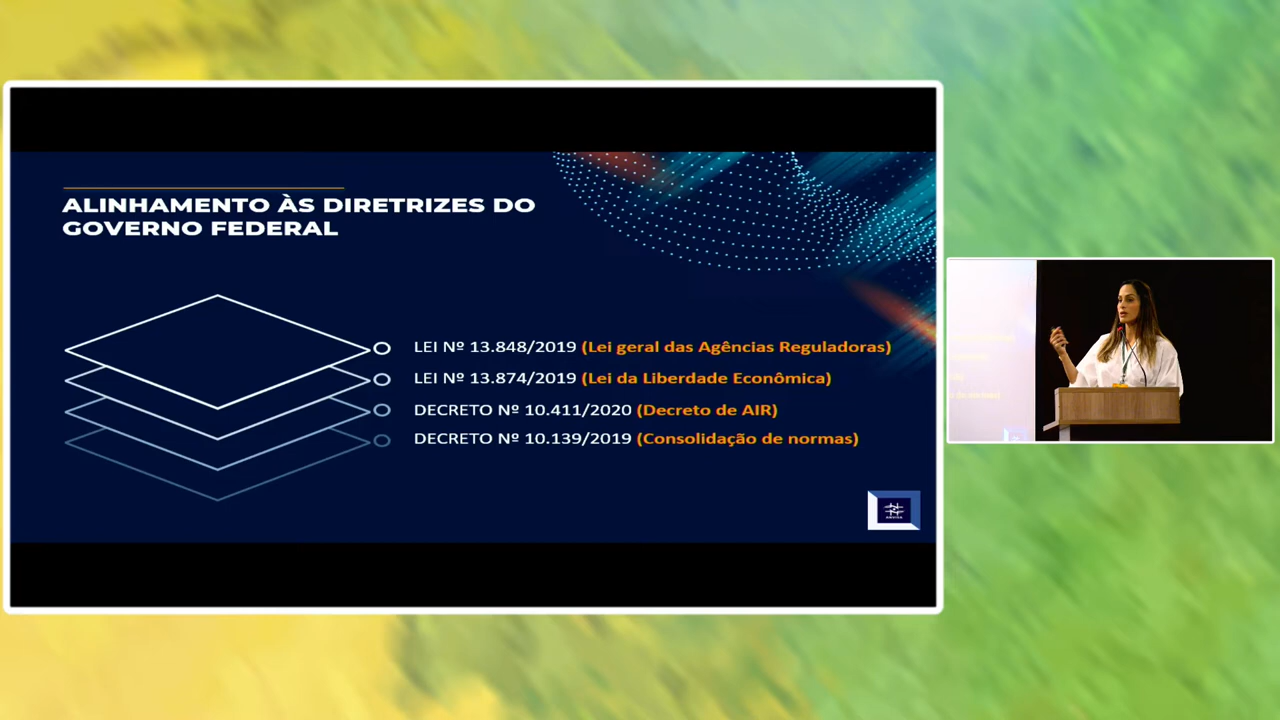 ALINHAMENTO ÀS DIRETRIZES DO
GOVERNO FEDERAL
LEI Nº 13.848/2019 (Lei geral das Agências Reguladoras)
LEI Nº 13.874/2019 (Lei da Liberdade Econômica)
DECRETO Nº 10.411/2020 (Decreto de AIR)
DECRETO Nº 10.139/2019 (Consolidação de normas)